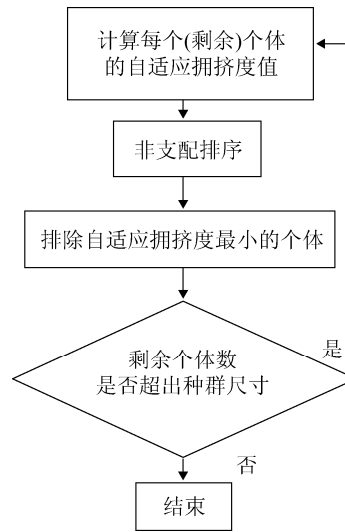 计算每个(剩余)个体
的自适应拥挤度值
非支配排序
排除自适应拥挤度最小的个体
剩余个体数
是否超出种群尺寸
是
否
结束